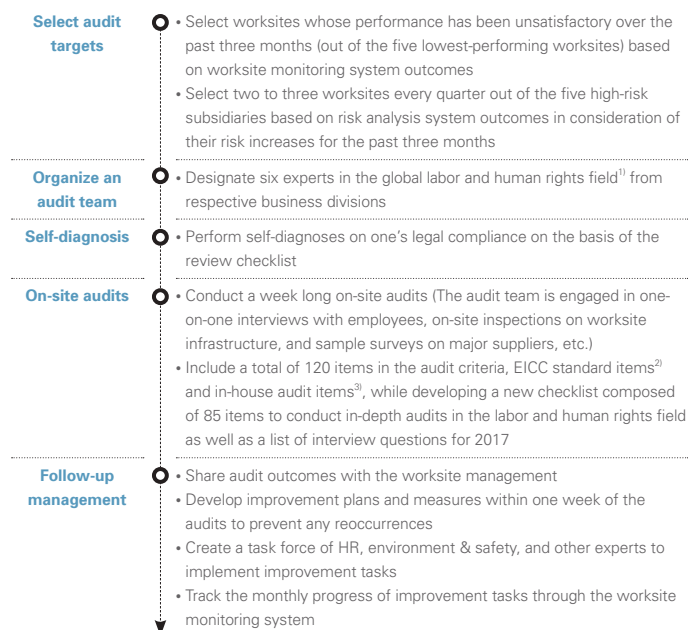 Select audit
targets
• Select worksites whose performance has been unsatisfactory over the
past three months (out of the five lowest-performing worksites) based
on worksite monitoring system outcomes
• Select two to three worksites every quarter out of the five high-risk
subsidiaries based on risk analysis system outcomes in consideration of
their risk increases for the past three months
Organize an
audit team
• Designate six experts in the global labor and human rights field1) from
respective business divisions
Self-diagnosis
• Perform self-diagnoses on one's legal compliance on the basis of the
review checklist
On-site audits
• Conduct a week long on-site audits (The audit team is engaged in one-
on-one interviews with employees, on-site inspections on worksite
infrastructure, and sample surveys on major suppliers, etc.)
• Include a total of 120 items in the audit criteria, EICC standard items2)
and in-house audit items3), while developing a new checklist composed
of 85 items to conduct in-depth audits in the labor and human rights field
as well as a list of interview questions for 2017
Follow-up
management
• Share audit outcomes with the worksite management
• Develop improvement plans and measures within one week of the
audits to prevent any reoccurrences
• Create a task force of HR, environment & safety, and other experts to
implement improvement tasks
• Track the monthly progress of improvement tasks through the worksite
monitoring system